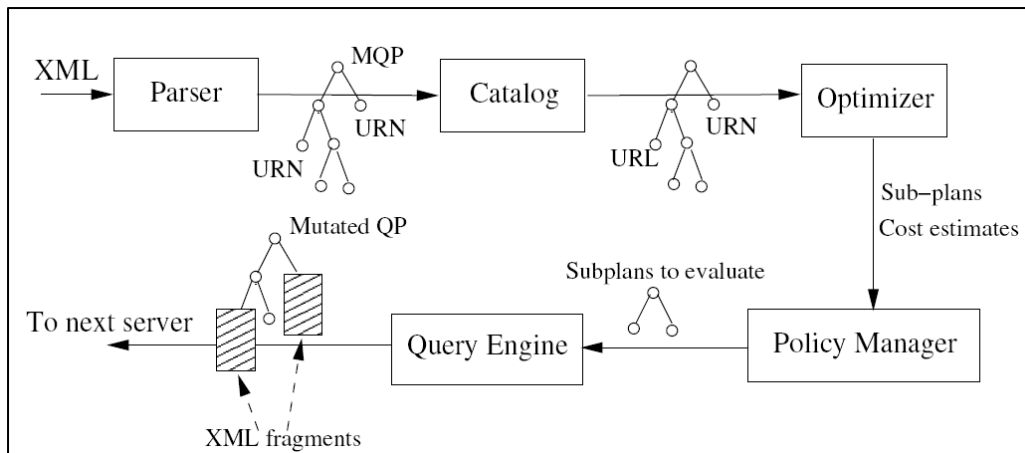 XML
Parser
MQP
URN
URN
Catalog
URN
URL
Optimizer
Sub-plans
Cost estimates
Mutated QP
Subplans to evaluate
To next server
Query Engine
Policy Manager
XML fragments